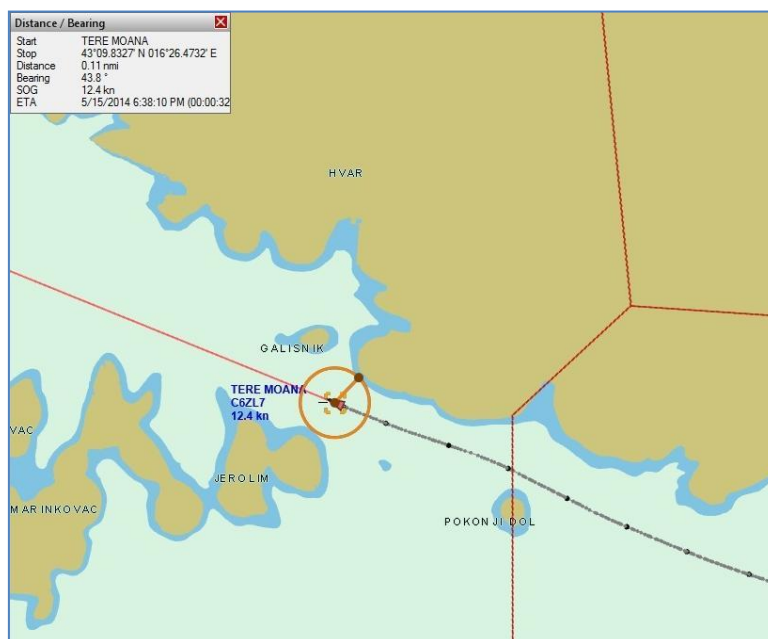 Distance / Bearing
Start TERE MOANA
Stop 43°09.8327' N 016°26.4732' E
Distance 0.11 nmi
Bearing 43.8 °
SOG 12.4 kn
ETA 5/15/2014 6:38:10 PM (00:00:32
HVAR
GALISNIK
TERE MOANA
C6ZL7
12.4 kn
VAC
JEROLIM
MARINKOVAC
POKONJI DOL